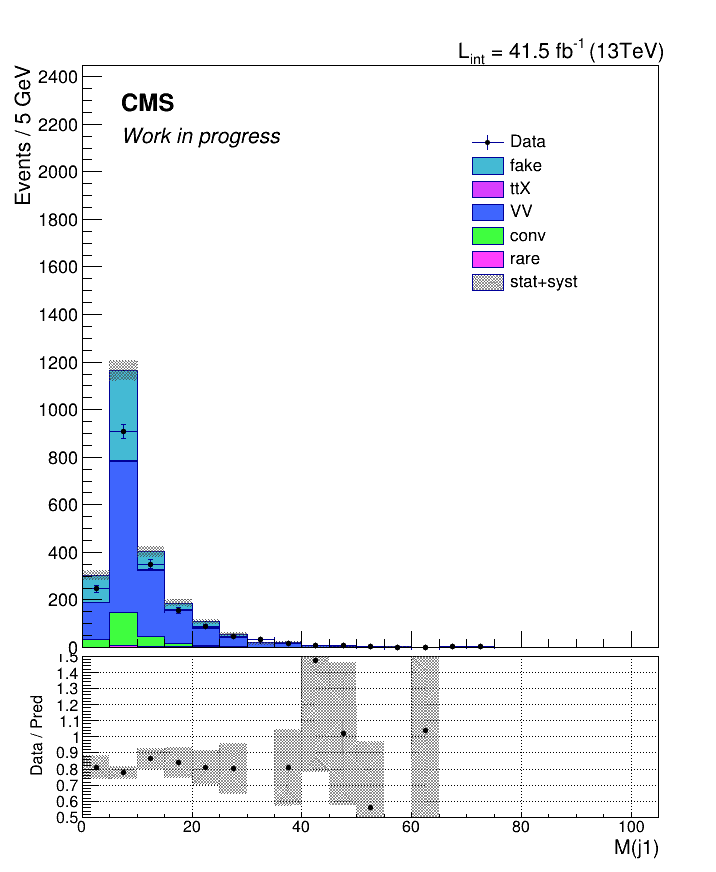 L_int = 41.5 fb^-1 (13TeV)
Events / 5 GeV
2400
2200
2000
1800
1600
1400
1200
1000
800
600
400
200
0
CMS
Work in progress
Data
fake
ttX
VV
conv
rare
stat+syst
Data / Pred
1.5
1.4
1.3
1.2
1.1
1
0.9
0.8
0.7
0.6
0.5
0 20 40 60 80 100
M(j1)